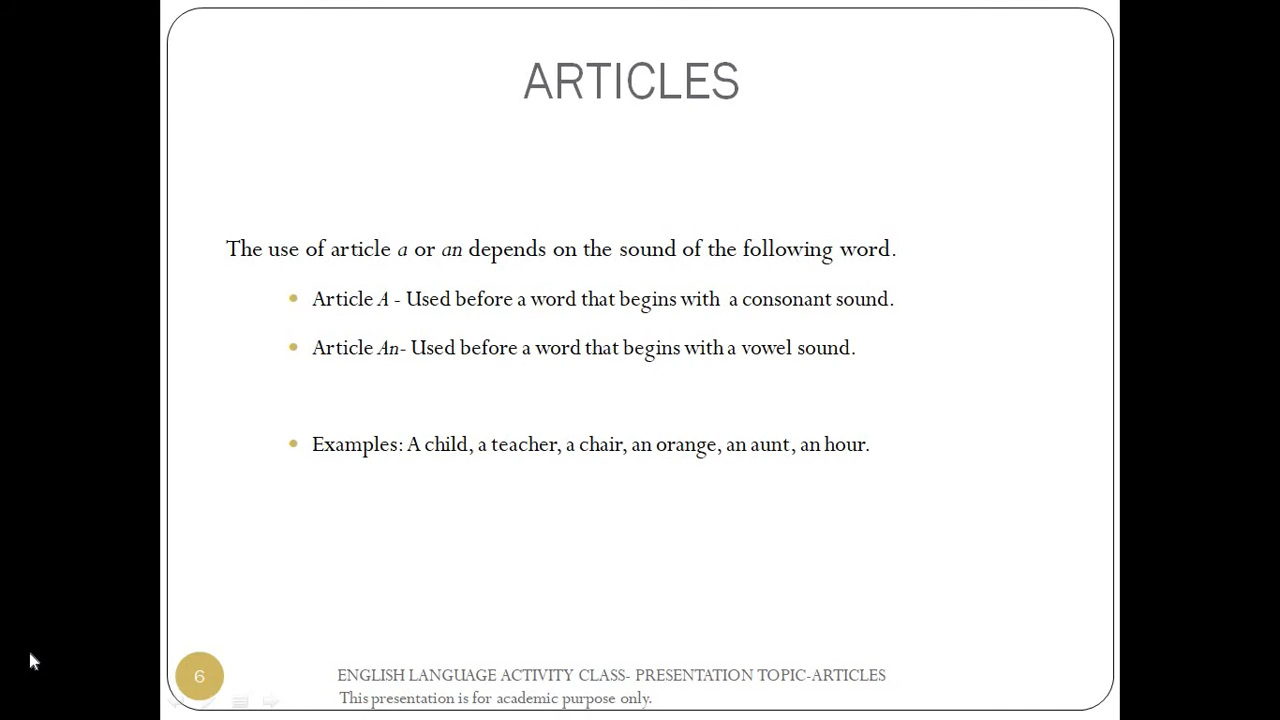 ARTICLES
The use of article a or an depends on the sound of the following word.
Article A - Used before a word that begins with a consonant sound.
Article An- Used before a word that begins with a vowel sound.
Examples: A child, a teacher, a chair, an orange, an aunt, an hour.
6
ENGLISH LANGUAGE ACTIVITY CLASS- PRESENTATION TOPIC-ARTICLES
This presentation is for academic purpose only.